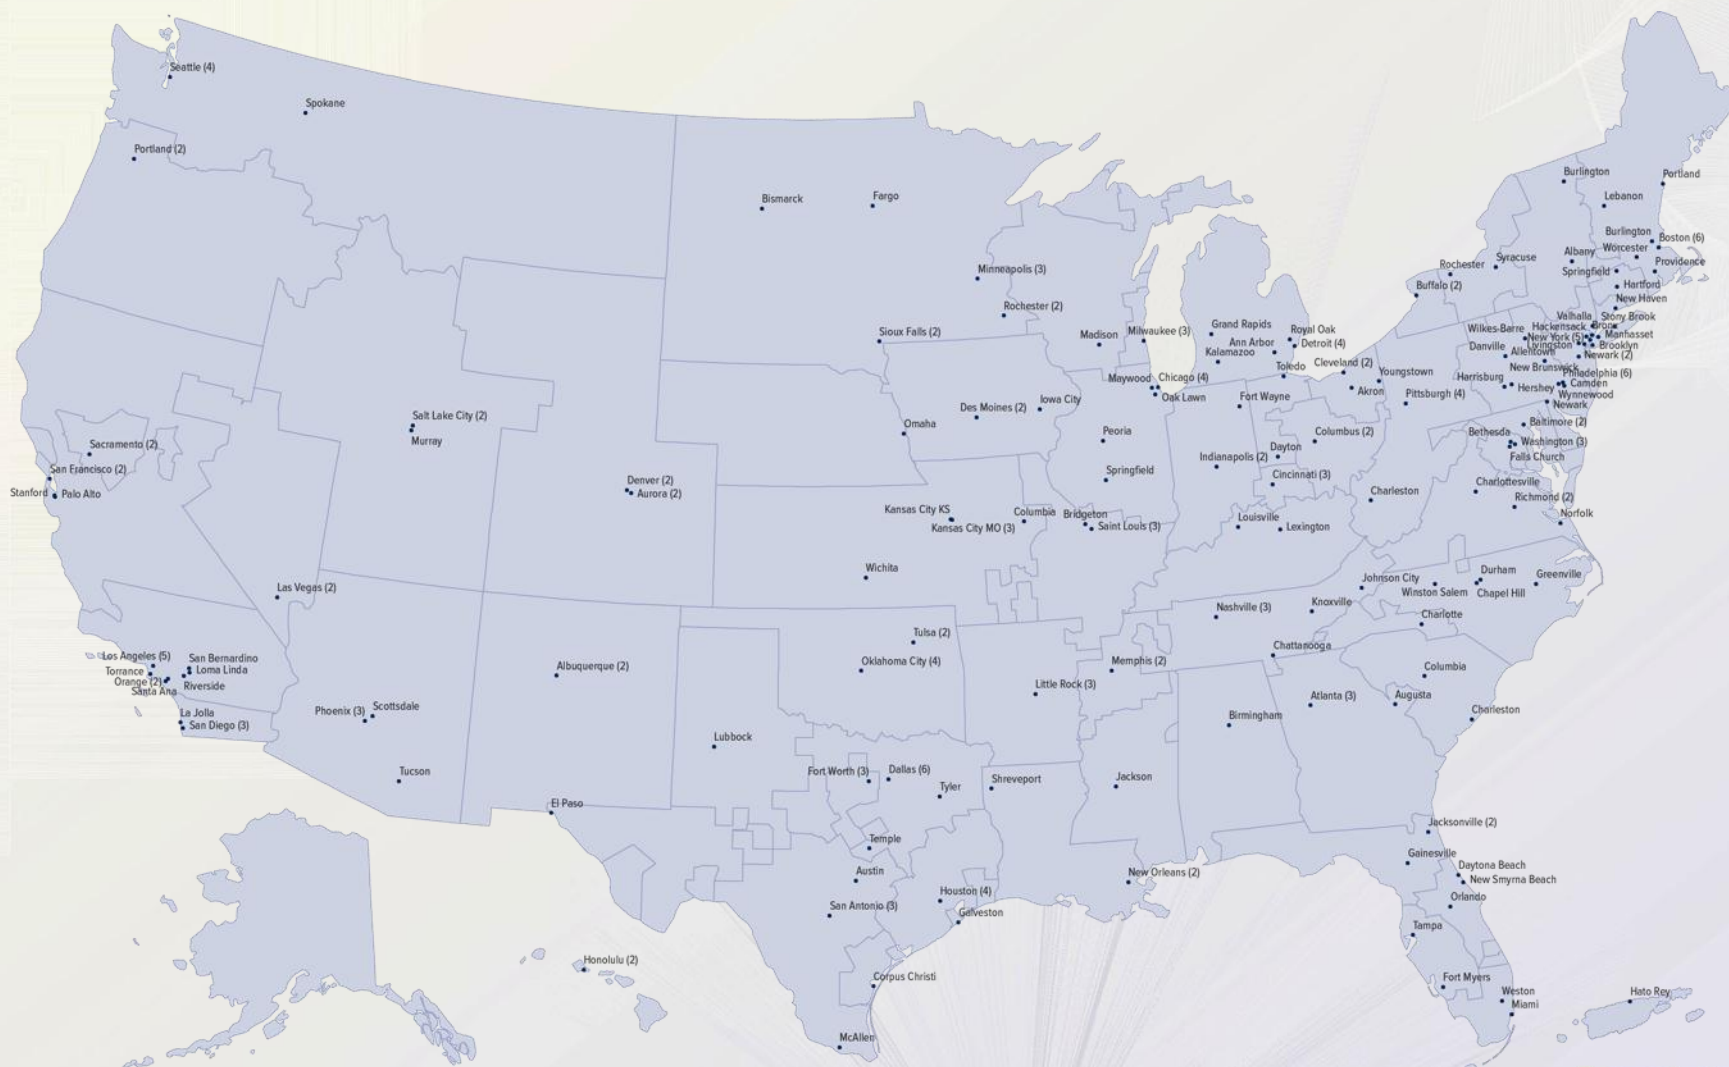 Seattle (4)
Spokane
Portland (2)
Bismarck
Fargo
Minneapolis (3)
Rochester (2)
Sioux Falls (2)
Madison
Milwaukee (3)
Grand Rapids
Royal Oak
Ann Arbor
Detroit (4)
Kalamazoo
Toledo
Cleveland (2)
Youngstown
Akron
Pittsburgh (4)
Burlington
Portland
Lebanon
Burlington
Boston (6)
Albany
Worcester
Springfield
Providence
Hartford
New Haven
Rochester
Syracuse
Buffalo (2)
Valhalla
Stony Brook
Wilkes-Barre
Hackensack
Bronx
New York (5)
Manhasset
Danville
Livingston
Brooklyn
Allentown
Newark (2)
New Brunswick
Philadelphia (6)
Harrisburg
Hershey
Camden
Wynnewood
Newark
Baltimore (2)
Bethesda
Washington (3)
Falls Church
Charlottesville
Richmond (2)
Norfolk
Maywood
Chicago (4)
Oak Lawn
Fort Wayne
Des Moines (2)
Iowa City
Omaha
Peoria
Springfield
Indianapolis (2)
Dayton
Columbus (2)
Cincinnati (3)
Charleston
Louisville
Lexington
Salt Lake City (2)
Murray
Sacramento (2)
San Francisco (2)
Stanford
Palo Alto
Denver (2)
Aurora (2)
Kansas City KS
Kansas City MO (3)
Columbia
Bridgeton
Saint Louis (3)
Wichita
Las Vegas (2)
Johnson City
Durham
Greenville
Winston Salem
Chapel Hill
Nashville (3)
Knoxville
Charlotte
Chattanooga
Tulsa (2)
Oklahoma City (4)
Memphis (2)
Little Rock (3)
Columbia
Atlanta (3)
Augusta
Charleston
Birmingham
Los Angeles (5)
San Bernardino
Torrance
Loma Linda
Orange (2)
Riverside
Santa Ana
La Jolla
San Diego (3)
Albuquerque (2)
Phoenix (3)
Scottsdale
Tucson
Lubbock
El Paso
Fort Worth (3)
Dallas (6)
Tyler
Shreveport
Jackson
Temple
Austin
San Antonio (3)
Houston (4)
Galveston
New Orleans (2)
Corpus Christi
McAllen
Jacksonville (2)
Gainesville
Daytona Beach
New Smyrna Beach
Orlando
Tampa
Fort Myers
Weston
Miami
Honolulu (2)
Hato Rey